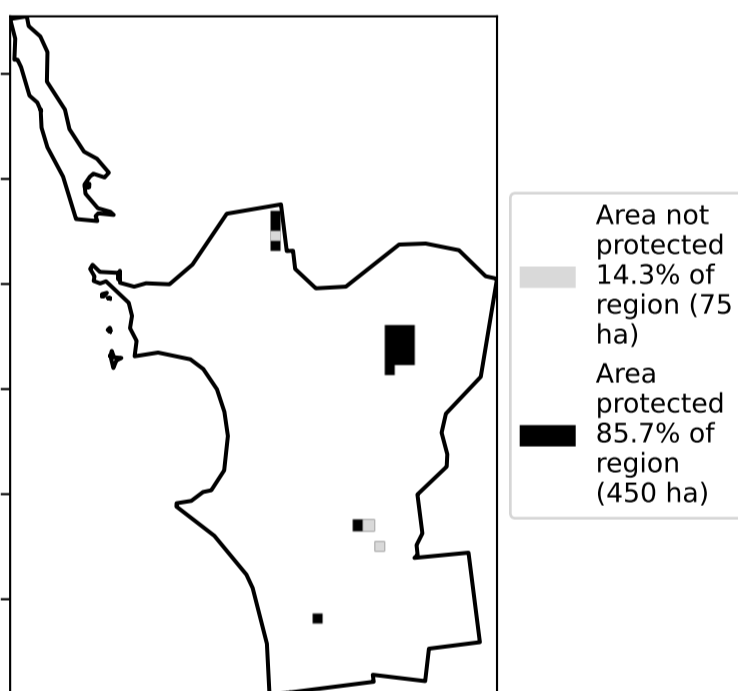 Area not
protected
14.3% of
region (75
ha)
Area
protected
85.7% of
region
(450 ha)